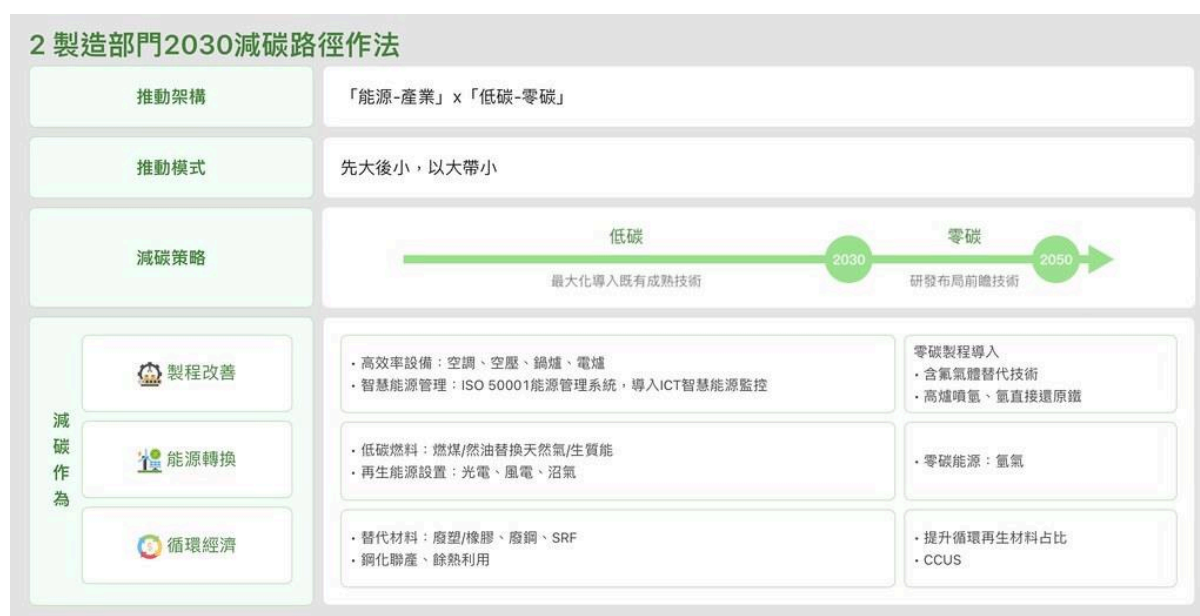 2 製造部門2030減碳路徑作法
推動架構
「能源-產業」x「低碳-零碳」
推動模式
先大後小，以大帶小
減碳策略
低碳
零碳
2030
2050
最大化導入既有成熟技術
研發布局前瞻技術
減碳作為
製程改善
・高效率設備：空調、空壓、鍋爐、電爐
・智慧能源管理：ISO 50001能源管理系統，導入ICT智慧能源監控
零碳製程導入
・含氟氣體替代技術
・高爐噴氫、氫直接還原鐵
能源轉換
・低碳燃料：燃煤/然油替換天然氣/生質能
・再生能源設置：光電、風電、沼氣
・零碳能源：氫氣
循環經濟
・替代材料：廢塑/橡膠、廢鋼、SRF
・鋼化聯產、餘熱利用
・提升循環再生材料占比
・CCUS